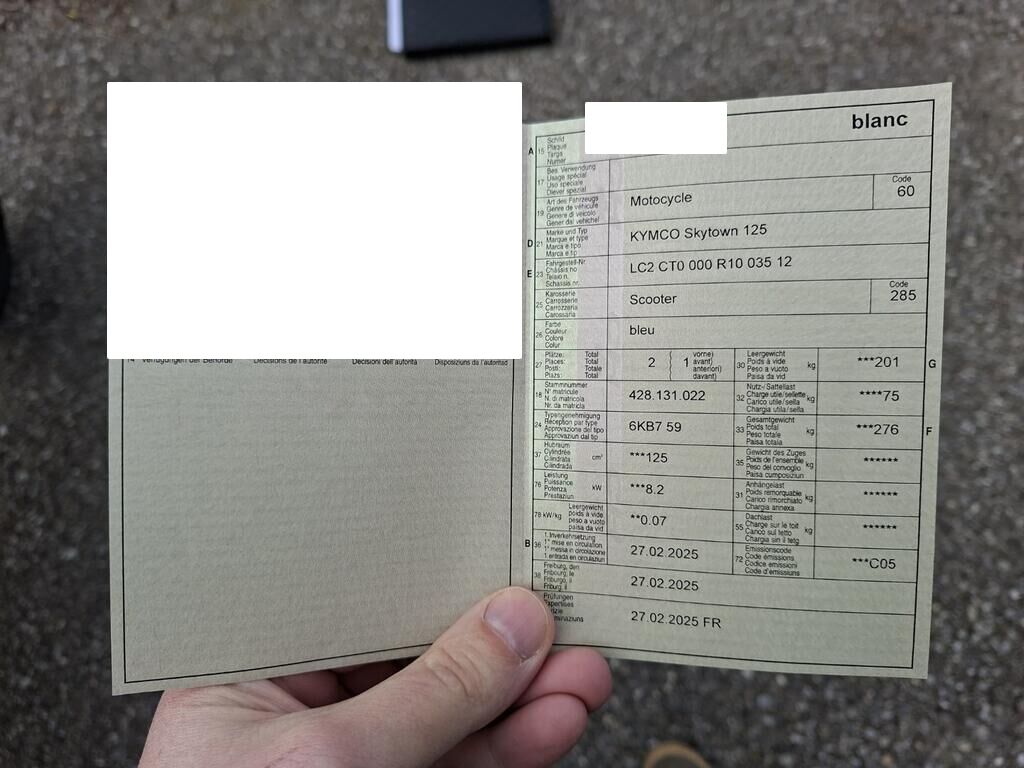 blanc
A 15 Schild
Plaque
Targa
Numer
17 Bes. Verwendung
Usage spécial
Uso speciale
Diever spezial
19 Art des Fahrzeugs
Genre de véhicule
Genere di veicolo
Gener dal vehichel
Motocycle
Code
60
D 21 Marke und Typ
Marque et type
Marca e tipo
Marca e tip
KYMCO Skytown 125
E 23 Fahrgestell-Nr.
Châssis no
Telaio n.
Schassis nr.
LC2 CT0 000 R10 035 12
25 Karosserie
Carrosserie
Carrozzeria
Carossaria
Scooter
Code
285
26 Farbe
Couleur
Colore
Colur
bleu
27 Plätze: Total
Places: Total
Posti: Totale
Plazs: Total
2 1 vorne)
avant)
anteriori)
davant)
30 Leergewicht
Poids à vide
Peso a vuoto
Paisa da vid
kg
***201 G
18 Stammnummer
N° matricule
N. di matricola
Nr. da matricla
428.131.022
32 Nutz-/Sattellast
Charge utile/sellette
Carico utile/sella
Chargia utila/sella
kg
****75
24 Typengenehmigung
Réception par type
Approvazione del tipo
Approvaziun dal tip
6KB7 59
33 Gesamtgewicht
Poids total
Peso totale
Paisa totala
kg
***276 F
37 Hubraum
Cylindrée
Cilindrata
Cilindrada
cm³
***125
35 Gewicht des Zuges
Poids de l'ensemble
Peso del convoglio
Paisa cumposiziun
kg
******
76 Leistung
Puissance
Potenza
Prestaziun
kW
***8.2
31 Anhängelast
Poids remorquable
Carico rimorchiato
Chargia annexa
kg
******
78 kW/kg Leergewicht
poids à vide
peso a vuoto
paisa da vid
**0.07
55 Dachlast
Charge sur le toit
Carico sul tetto
Chargia sin il tetg
kg
******
B 36 1. Inverkehrsetzung
1re mise en circulation
1a messa in circolazione
1. entrada en circulaziun
27.02.2025
72 Emissionscode
Code émissions
Codice emissioni
Code d'emissiuns
***C05
38 Freiburg, den
Fribourg, le
Friburgo, il
Friburg, il
27.02.2025
Prüfungen
27.02.2025 FR
14 Verfügungen der Behörde Décisions de l'autorité Decisioni dell'autorità Disposiziuns da l'autoritad